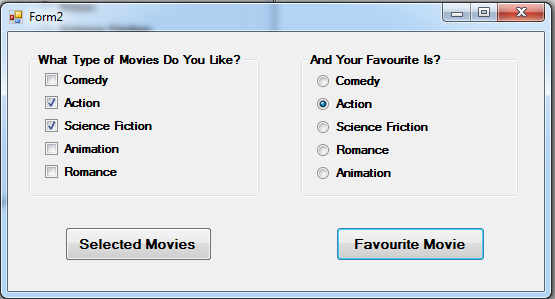 Form2
What Type of Movies Do You Like?
Comedy
Action
Science Fiction
Animation
Romance
And Your Favourite Is?
Comedy
Action
Science Friction
Romance
Animation
Selected Movies
Favourite Movie